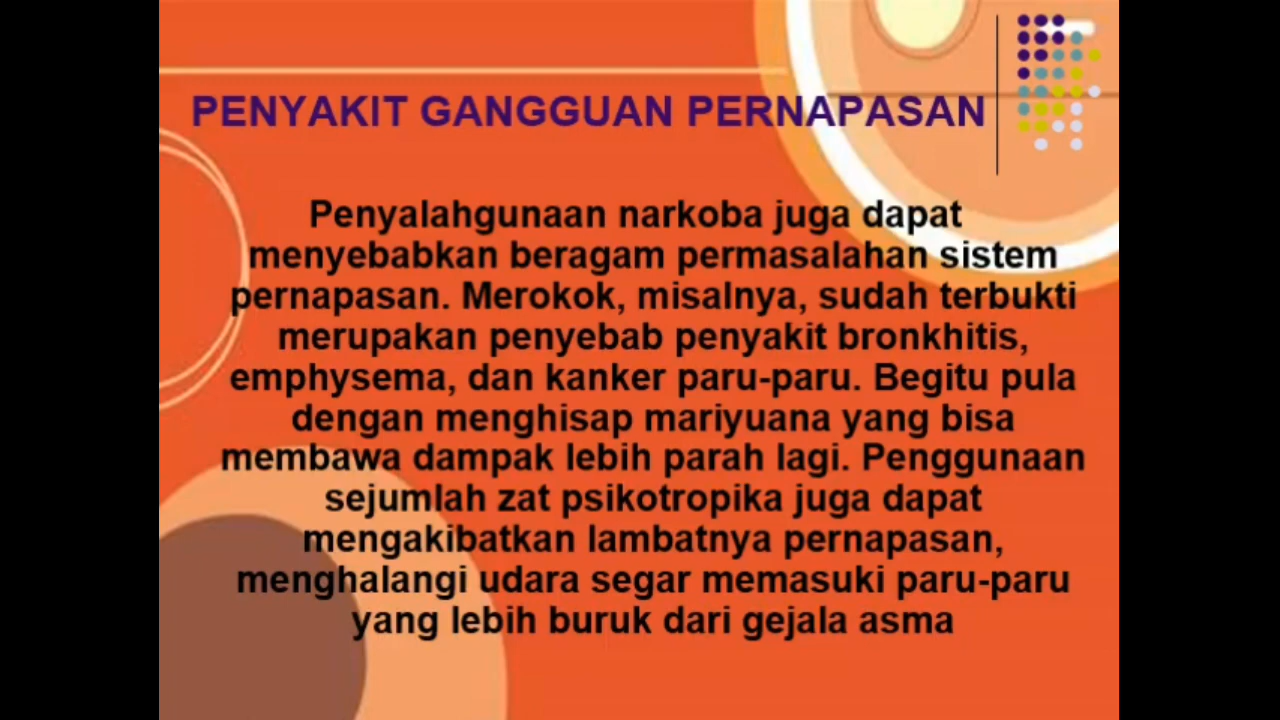 PENYAKIT GANGGUAN PERNAPASAN
Penyalahgunaan narkoba juga dapat
menyebabkan beragam permasalahan sistem
pernapasan. Merokok, misalnya, sudah terbukti
merupakan penyebab penyakit bronkhitis,
emphysema, dan kanker paru-paru. Begitu pula
dengan menghisap mariyuana yang bisa
membawa dampak lebih parah lagi. Penggunaan
sejumlah zat psikotropika juga dapat
mengakibatkan lambatnya pernapasan,
menghalangi udara segar memasuki paru-paru
yang lebih buruk dari gejala asma